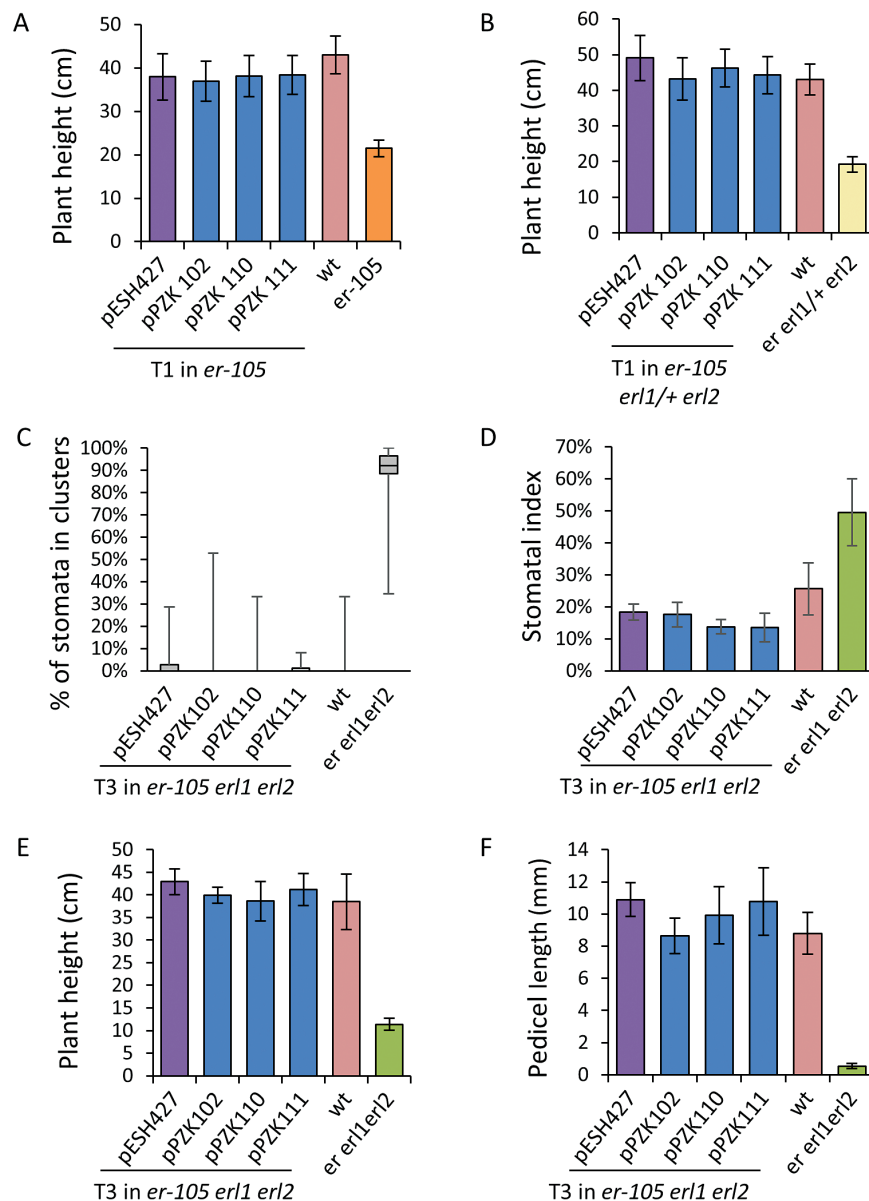 A
Plant height (cm)
50
40
30
20
10
0
pESH427
pPZK 102
pPZK 110
pPZK 111
wt
er-105
T1 in er-105
B
Plant height (cm)
60
50
40
30
20
10
0
pESH427
pPZK 102
pPZK 110
pPZK 111
wt
er erl1/+ erl2
T1 in er-105
erl1/+ erl2
C
% of stomata in clusters
100%
90%
80%
70%
60%
50%
40%
30%
20%
10%
0%
pESH427
pPZK102
pPZK110
pPZK111
wt
er erl1erl2
T3 in er-105 erl1 erl2
D
Stomatal index
70%
60%
50%
40%
30%
20%
10%
0%
pESH427
pPZK102
pPZK110
pPZK111
wt
er erl1 erl2
T3 in er-105 erl1 erl2
E
Plant height (cm)
50
45
40
35
30
25
20
15
10
5
0
pESH427
pPZK102
pPZK110
pPZK111
wt
er erl1erl2
T3 in er-105 erl1 erl2
F
Pedicel length (mm)
14
12
10
8
6
4
2
0
pESH427
pPZK102
pPZK110
pPZK111
wt
er erl1erl2
T3 in er-105 erl1 erl2